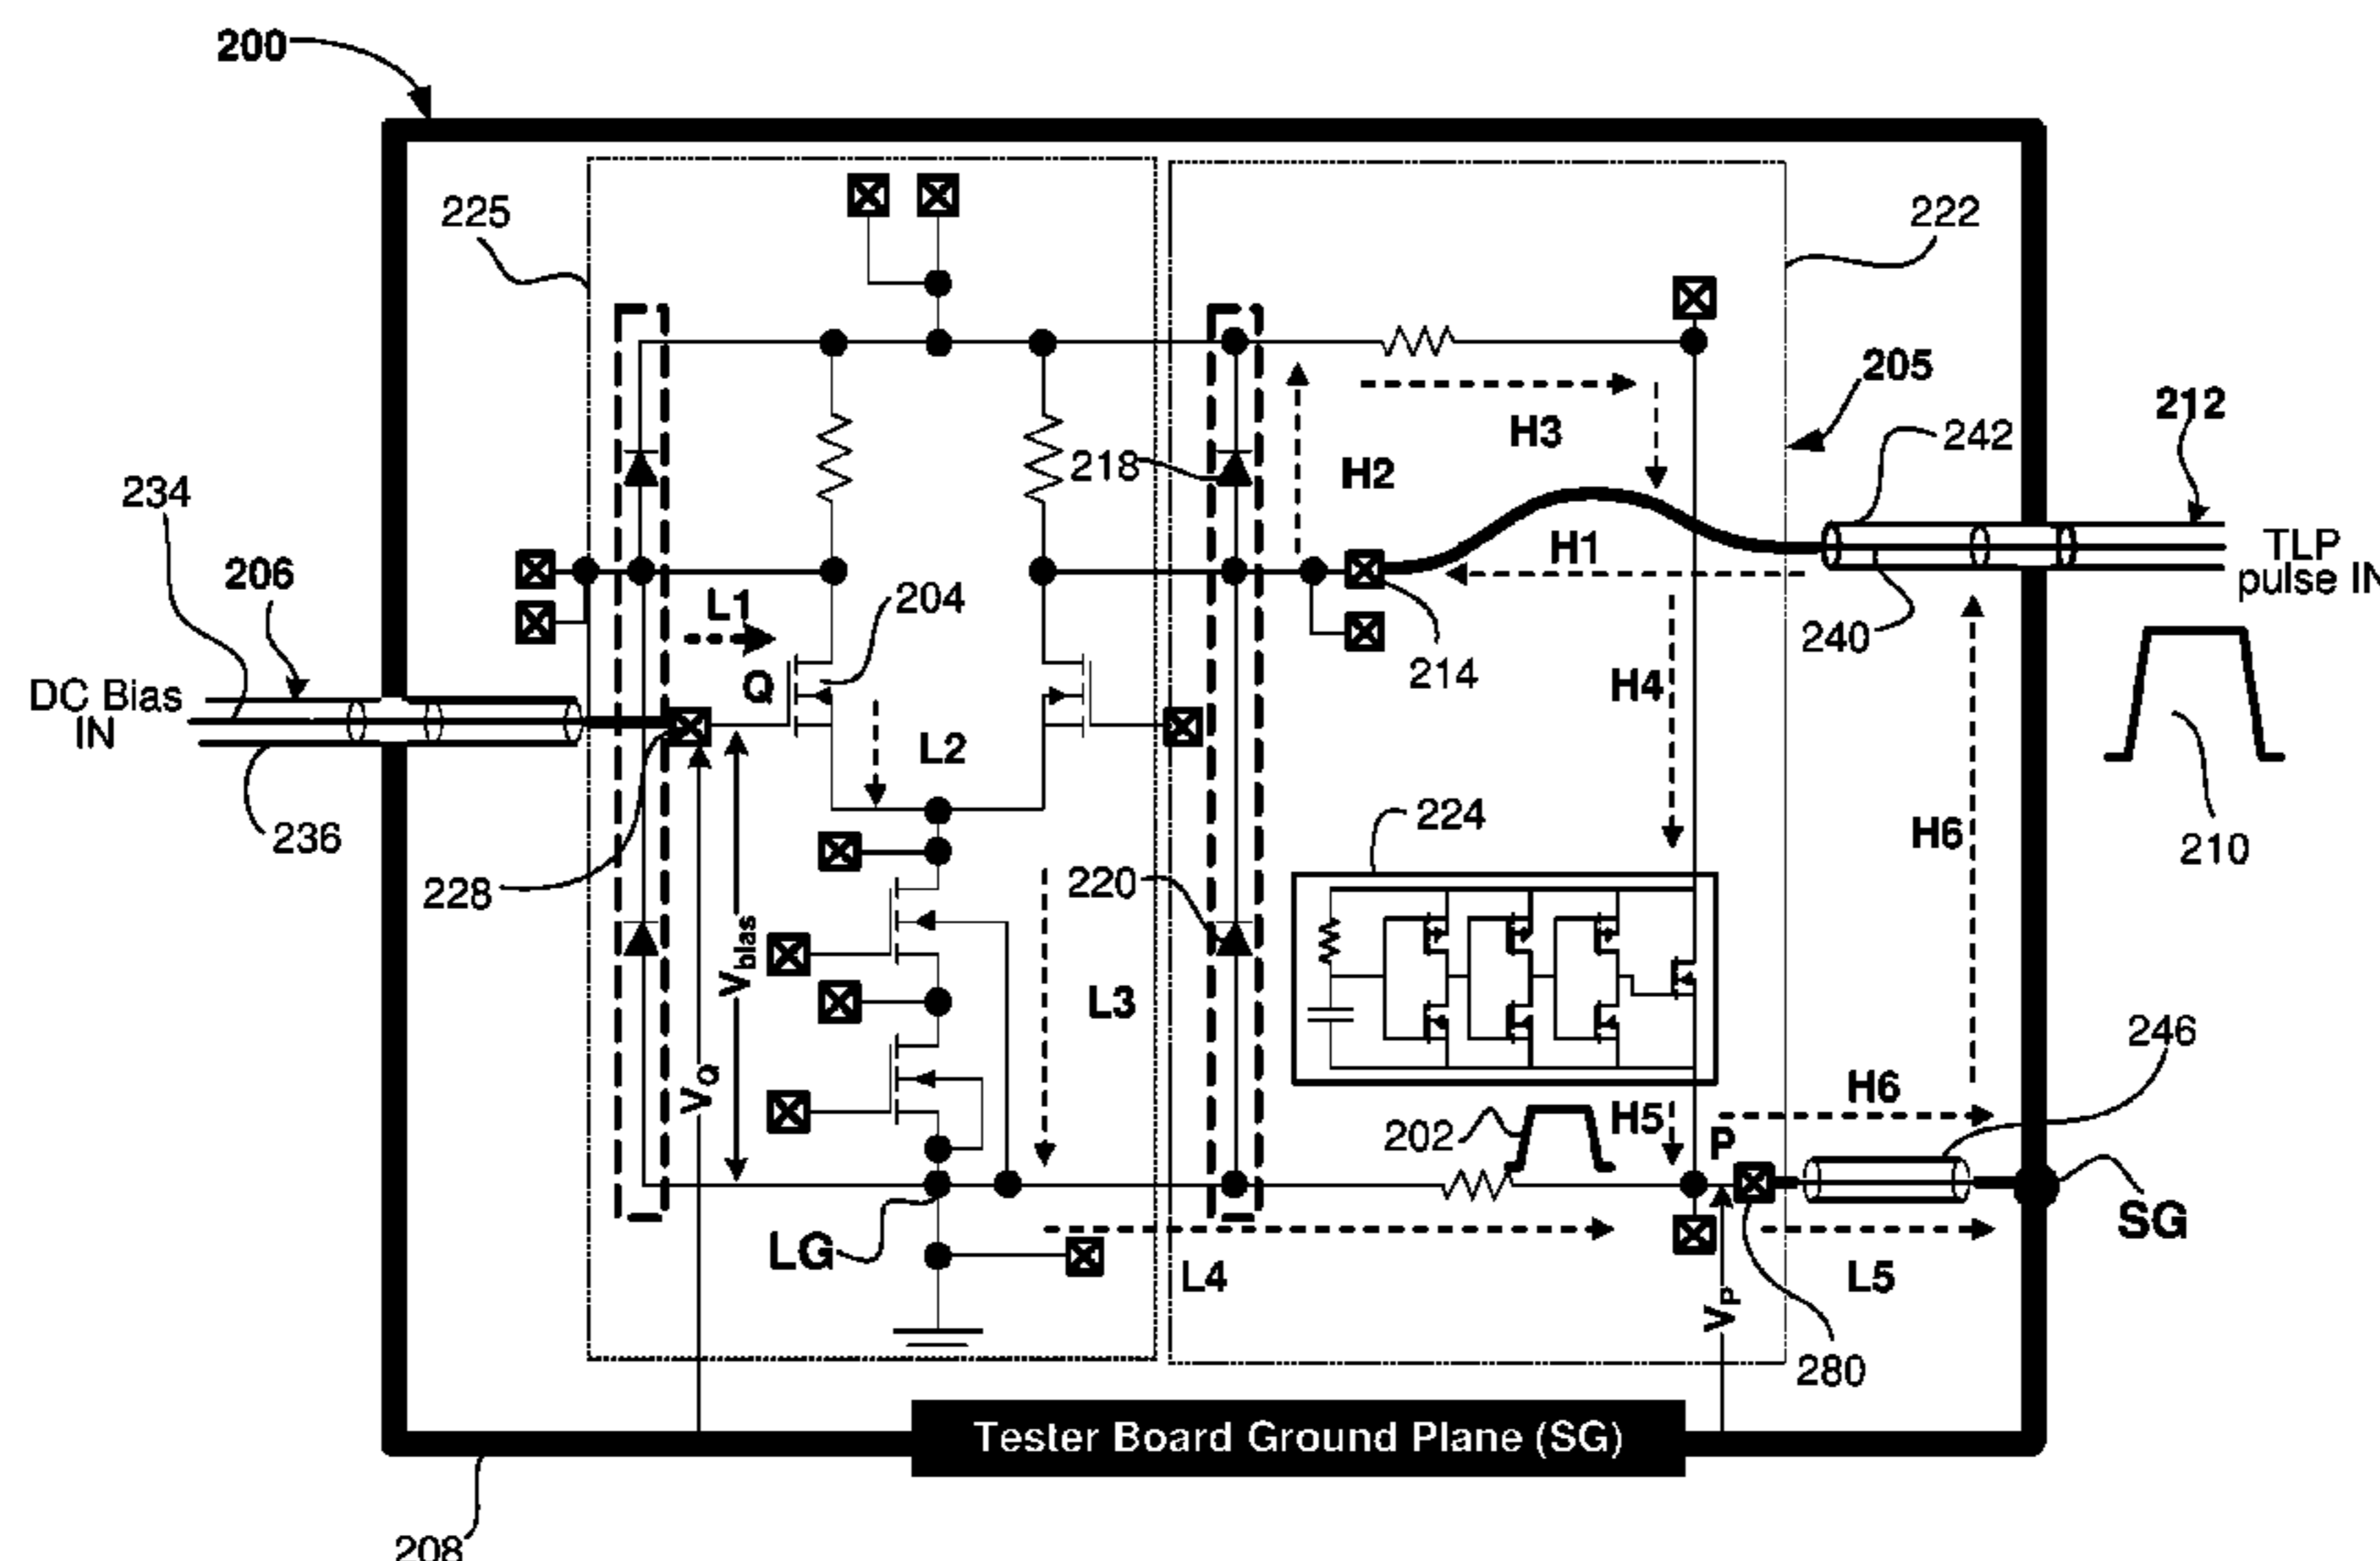 200
225
222
205
212
242
218
H3
H2
234
206
H1
TLP
pulse IN
L1
204
240
214
Q
H4
DC Bias
IN
L2
236
224
H6
210
228
220
Vbias
L3
246
VQ
202
H5
P
H6
LG
SG
L4
L5
VP
280
Tester Board Ground Plane (SG)
208